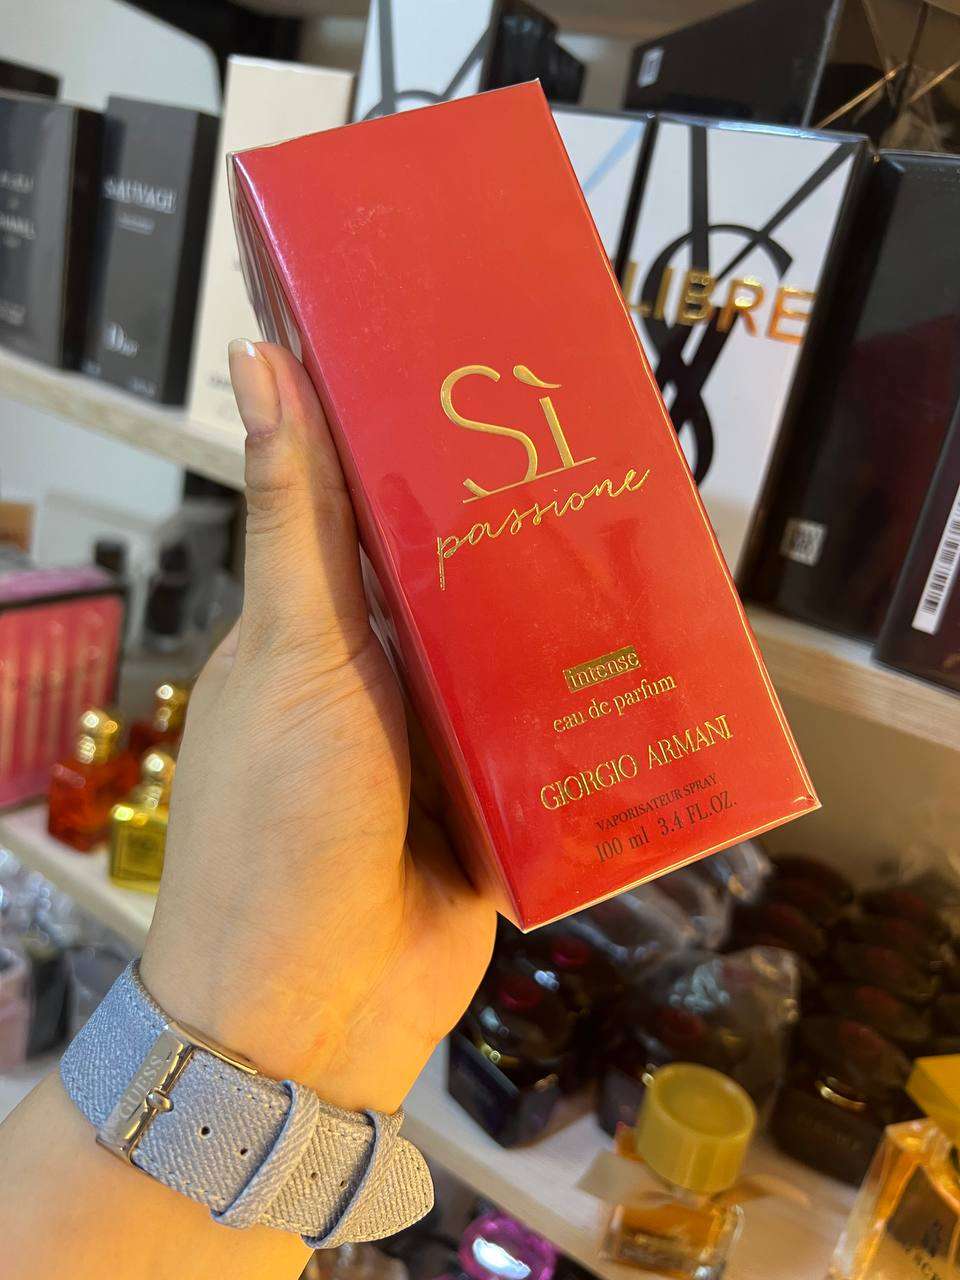 Sì
passione
intense
eau de parfum
GIORGIO ARMANI
VAPORISATEUR SPRAY
100 ml 3.4 FL.OZ.
SAUVAGE
Dior
LIBRE
GUESS